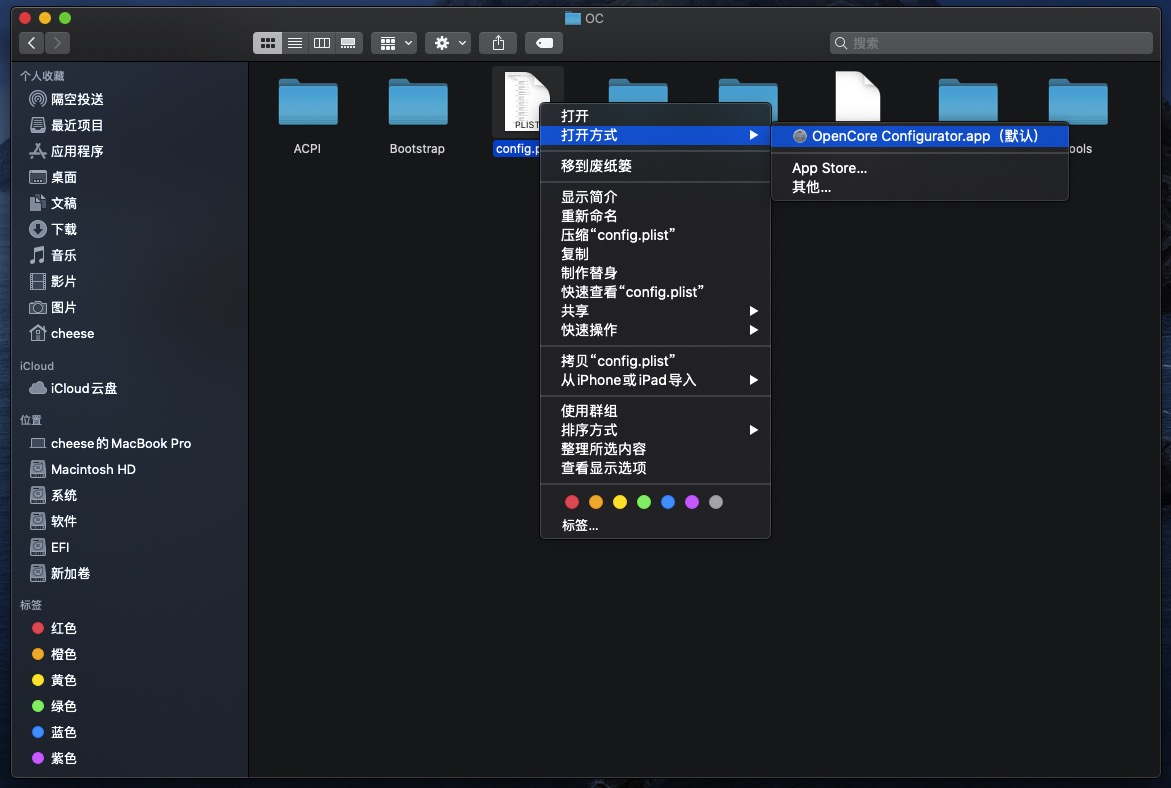 OC
搜索
个人收藏
隔空投送
最近项目
应用程序
桌面
文稿
下载
音乐
影片
图片
cheese
iCloud
iCloud云盘
位置
cheese的MacBook Pro
Macintosh HD
系统
软件
EFI
新加卷
标签
红色
橙色
黄色
绿色
蓝色
紫色
PLIST
ACPI
Bootstrap
config.p
ools
打开
打开方式
移到废纸篓
显示简介
重新命名
压缩“config.plist”
复制
制作替身
快速查看“config.plist”
共享
快速操作
拷贝“config.plist”
从iPhone或iPad导入
使用群组
排序方式
整理所选内容
查看显示选项
标签...
OpenCore Configurator.app（默认）
App Store...
其他...